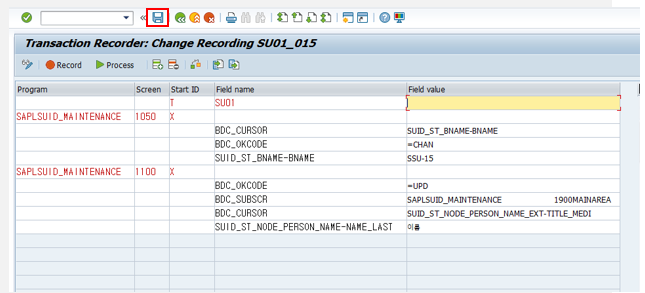 Transaction Recorder: Change Recording SU01_015
Record Process
Program Screen Start ID Field name Field value
T SU01
SAPLSUID_MAINTENANCE 1050 X
BDC_CURSOR SUID_ST_BNAME-BNAME
BDC_OKCODE =CHAN
SUID_ST_BNAME-BNAME SSU-15
SAPLSUID_MAINTENANCE 1100 X
BDC_OKCODE =UPD
BDC_SUBSCR SAPLSUID_MAINTENANCE 1900MAINAREA
BDC_CURSOR SUID_ST_NODE_PERSON_NAME_EXT-TITLE_MEDI
SUID_ST_NODE_PERSON_NAME-NAME_LAST 이름